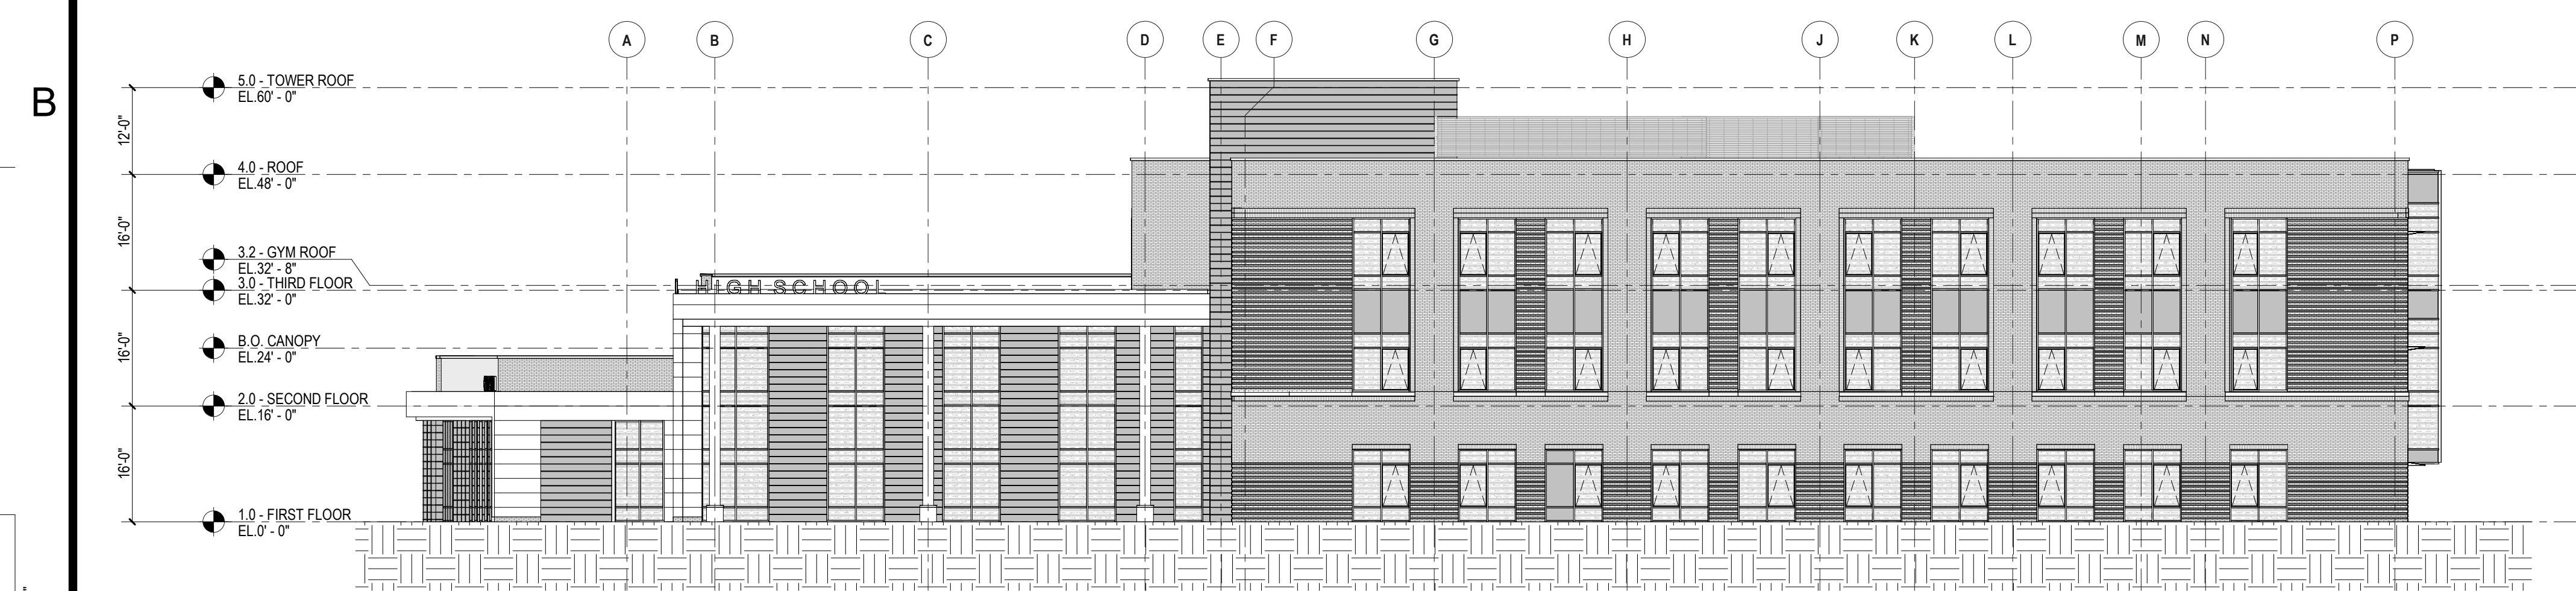 A B C D E F G H J K L M N P
B
5.0 - TOWER ROOF
EL.60' - 0"
12'-0"
4.0 - ROOF
EL.48' - 0"
16'-0"
3.2 - GYM ROOF
EL.32' - 8"
3.0 - THIRD FLOOR
EL.32' - 0"
HIGH SCHOOL
16'-0"
B.O. CANOPY
EL.24' - 0"
2.0 - SECOND FLOOR
EL.16' - 0"
16'-0"
1.0 - FIRST FLOOR
EL.0' - 0"